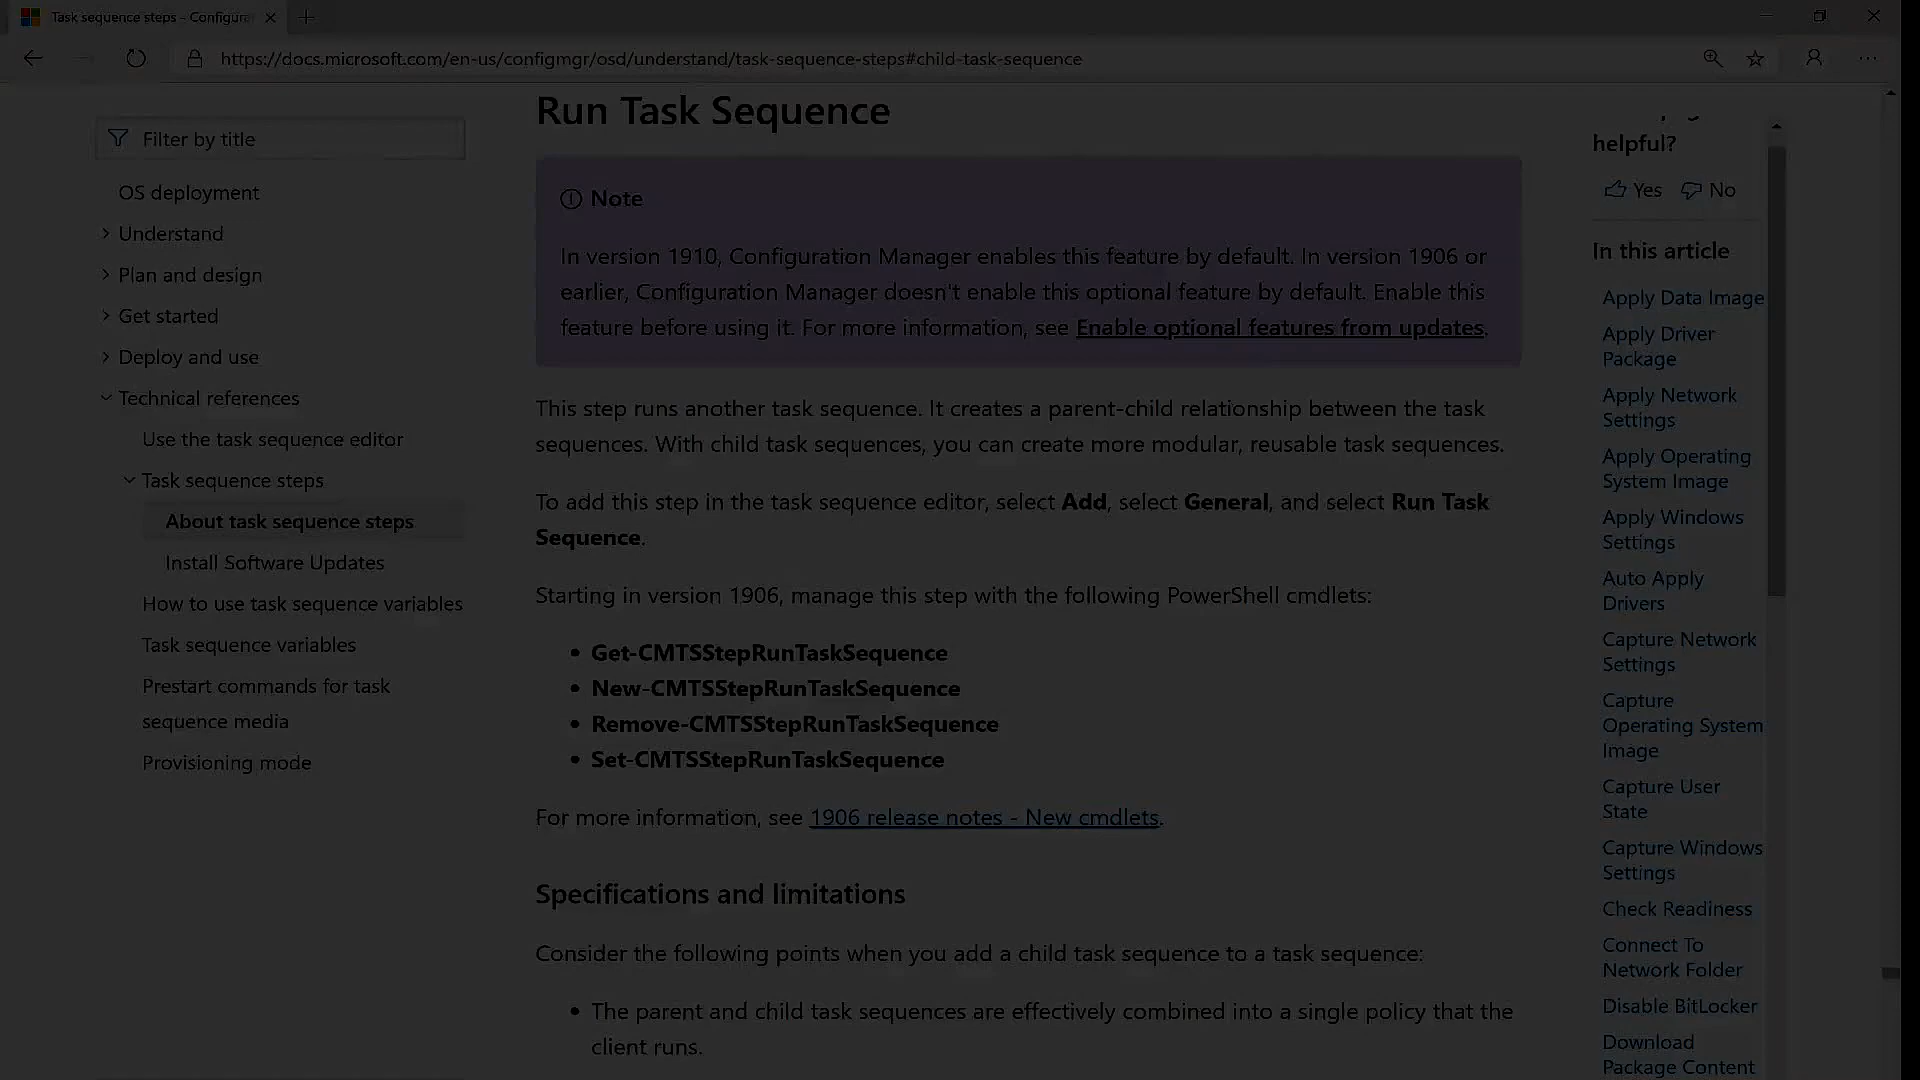 Task sequence steps - Configura
https://docs.microsoft.com/en-us/configmgr/osd/understand/task-sequence-steps#child-task-sequence
Filter by title
OS deployment
Understand
Plan and design
Get started
Deploy and use
Technical references
Use the task sequence editor
Task sequence steps
About task sequence steps
Install Software Updates
How to use task sequence variables
Task sequence variables
Prestart commands for task
sequence media
Provisioning mode
Run Task Sequence
Note
In version 1910, Configuration Manager enables this feature by default. In version 1906 or
earlier, Configuration Manager doesn't enable this optional feature by default. Enable this
feature before using it. For more information, see Enable optional features from updates.
This step runs another task sequence. It creates a parent-child relationship between the task
sequences. With child task sequences, you can create more modular, reusable task sequences.
To add this step in the task sequence editor, select Add, select General, and select Run Task
Sequence.
Starting in version 1906, manage this step with the following PowerShell cmdlets:
• Get-CMTSStepRunTaskSequence
• New-CMTSStepRunTaskSequence
• Remove-CMTSStepRunTaskSequence
• Set-CMTSStepRunTaskSequence
For more information, see 1906 release notes - New cmdlets.
Specifications and limitations
Consider the following points when you add a child task sequence to a task sequence:
• The parent and child task sequences are effectively combined into a single policy that the
client runs.
helpful?
Yes No
In this article
Apply Data Image
Apply Driver
Package
Apply Network
Settings
Apply Operating
System Image
Apply Windows
Settings
Auto Apply
Drivers
Capture Network
Settings
Capture
Operating System
Image
Capture User
State
Capture Windows
Settings
Check Readiness
Connect To
Network Folder
Disable BitLocker
Download
Package Content